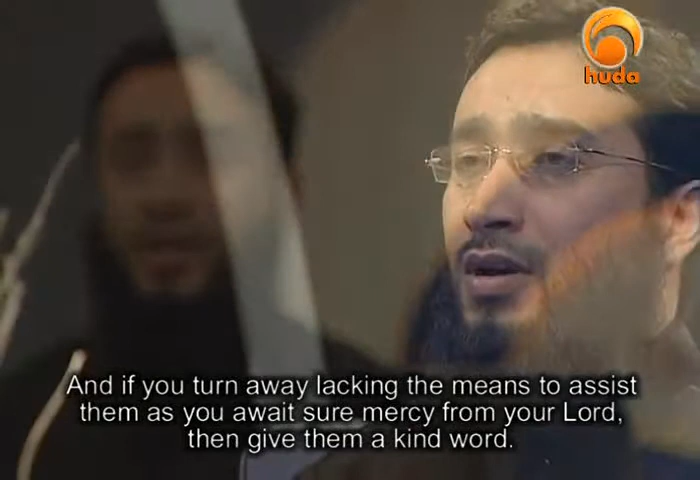 huda
And if you turn away lacking the means to assist
them as you await sure mercy from your Lord,
then give them a kind word.